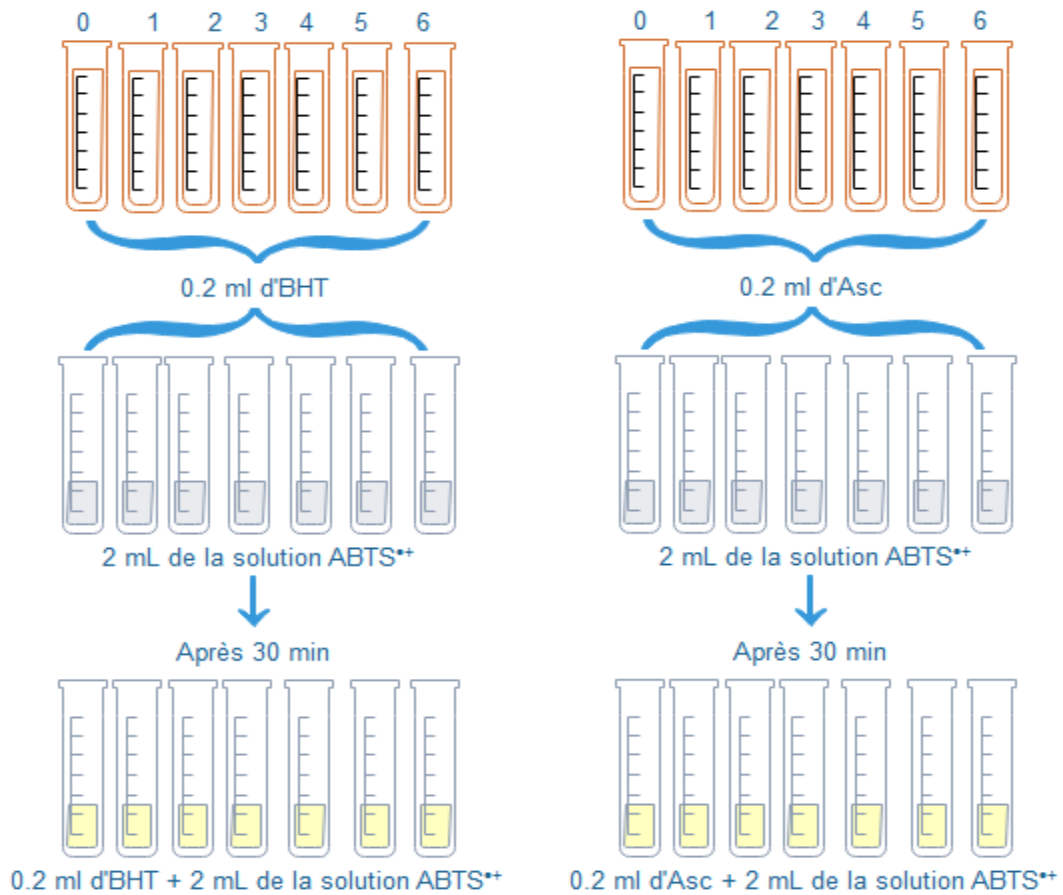 0 1 2 3 4 5 6
0 1 2 3 4 5 6
0.2 ml d'BHT
0.2 ml d'Asc
2 mL de la solution ABTS•+
2 mL de la solution ABTS•+
Après 30 min
Après 30 min
0.2 ml d'BHT + 2 mL de la solution ABTS•+
0.2 ml d'Asc + 2 mL de la solution ABTS•+